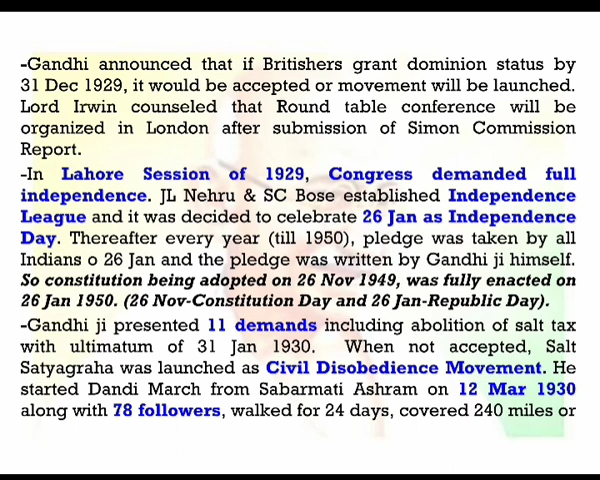 -Gandhi announced that if Britishers grant dominion status by
31 Dec 1929, it would be accepted or movement will be launched.
Lord Irwin counseled that Round table conference will be
organized in London after submission of Simon Commission
Report.
-In Lahore Session of 1929, Congress demanded full
independence. JL Nehru & SC Bose established Independence
League and it was decided to celebrate 26 Jan as Independence
Day. Thereafter every year (till 1950), pledge was taken by all
Indians o 26 Jan and the pledge was written by Gandhi ji himself.
So constitution being adopted on 26 Nov 1949, was fully enacted on
26 Jan 1950. (26 Nov-Constitution Day and 26 Jan-Republic Day).
-Gandhi ji presented 11 demands including abolition of salt tax
with ultimatum of 31 Jan 1930. When not accepted, Salt
Satyagraha was launched as Civil Disobedience Movement. He
started Dandi March from Sabarmati Ashram on 12 Mar 1930
along with 78 followers, walked for 24 days, covered 240 miles or